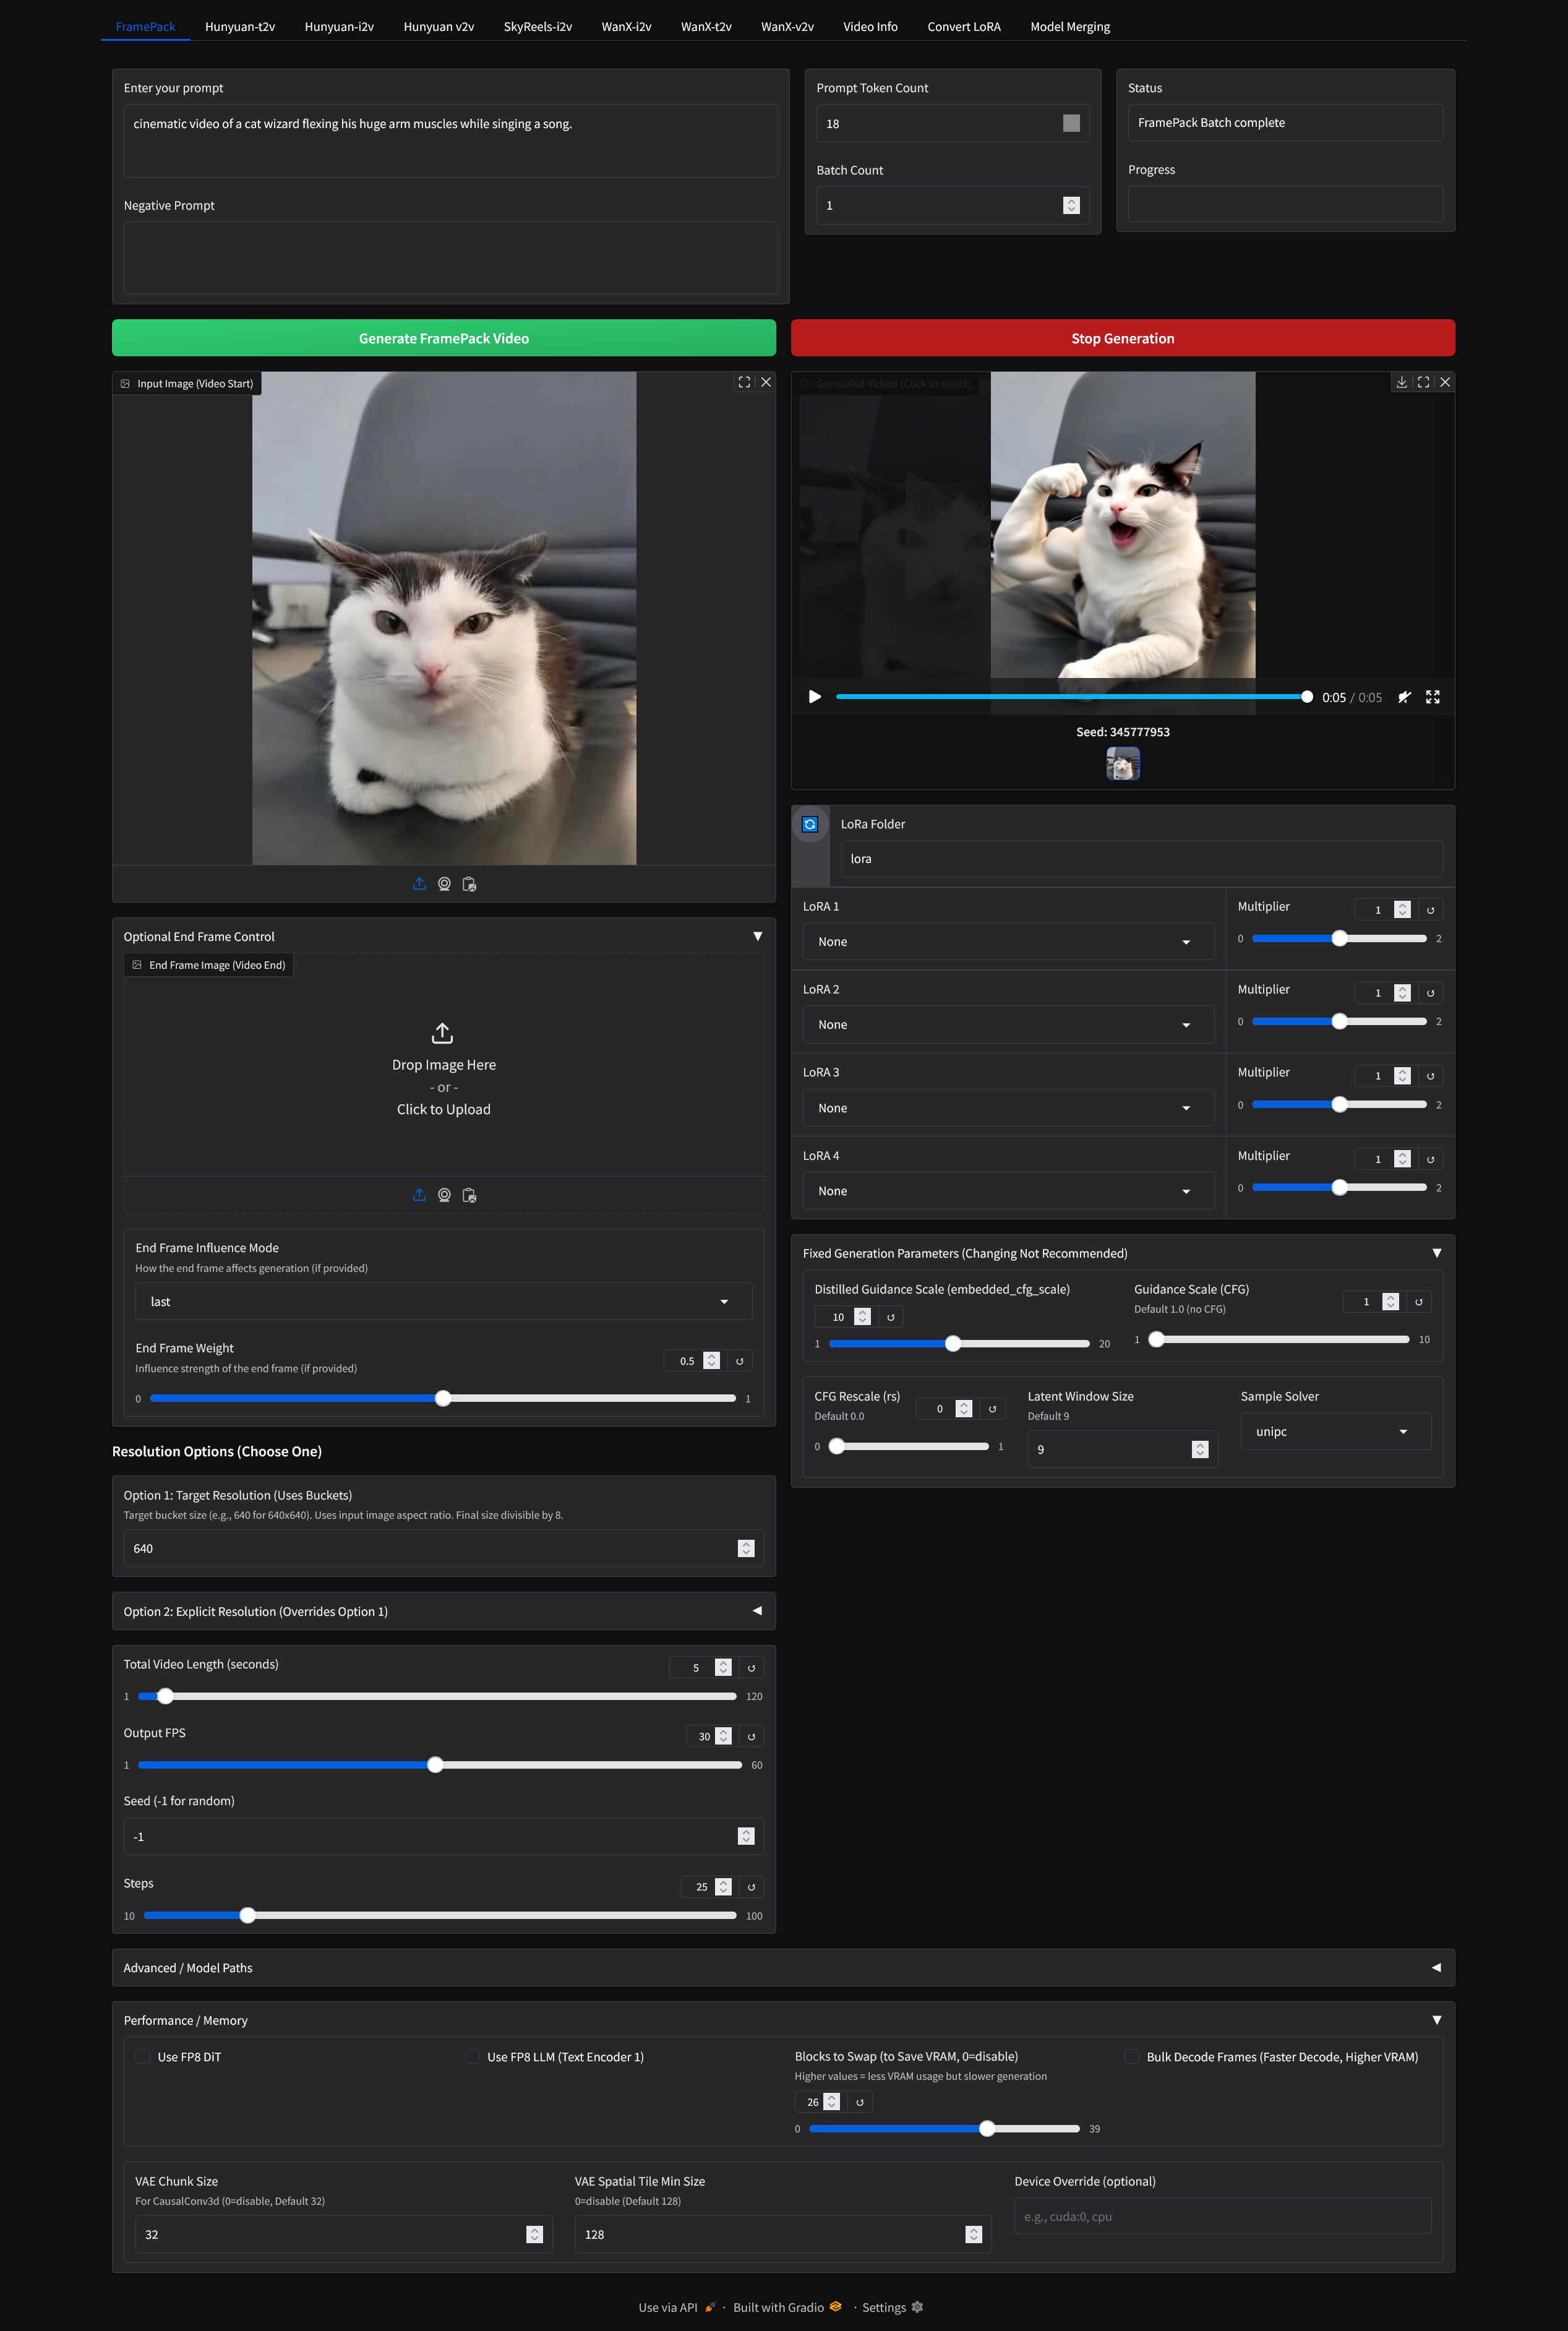 FramePack Hunyuan-t2v Hunyuan-i2v Hunyuan v2v SkyReels-i2v WanX-i2v WanX-t2v WanX-v2v Video Info Convert LoRA Model Merging
Enter your prompt
cinematic video of a cat wizard flexing his huge arm muscles while singing a song.
Negative Prompt
Prompt Token Count
18
Batch Count
1
Status
FramePack Batch complete
Progress
Generate FramePack Video
Stop Generation
Input Image (Video Start)
Generated Videos (Click to select)
0:05 / 0:05
Seed: 345777953
Optional End Frame Control
End Frame Image (Video End)
Drop Image Here
- or -
Click to Upload
End Frame Influence Mode
How the end frame affects generation (if provided)
last
End Frame Weight
Influence strength of the end frame (if provided)
0.5
0 1
LoRa Folder
lora
LoRA 1
None
Multiplier
1
0 2
LoRA 2
None
Multiplier
1
0 2
LoRA 3
None
Multiplier
1
0 2
LoRA 4
None
Multiplier
1
0 2
Fixed Generation Parameters (Changing Not Recommended)
Distilled Guidance Scale (embedded_cfg_scale)
10
1 20
Guidance Scale (CFG)
Default 1.0 (no CFG)
1
1 10
CFG Rescale (rs)
Default 0.0
0
0 1
Latent Window Size
Default 9
9
Sample Solver
unipc
Resolution Options (Choose One)
Option 1: Target Resolution (Uses Buckets)
Target bucket size (e.g., 640 for 640x640). Uses input image aspect ratio. Final size divisible by 8.
640
Option 2: Explicit Resolution (Overrides Option 1)
Total Video Length (seconds)
5
1 120
Output FPS
30
1 60
Seed (-1 for random)
-1
Steps
25
10 100
Advanced / Model Paths
Performance / Memory
Use FP8 DiT
Use FP8 LLM (Text Encoder 1)
Blocks to Swap (to Save VRAM, 0=disable)
Higher values = less VRAM usage but slower generation
26
0 39
Bulk Decode Frames (Faster Decode, Higher VRAM)
VAE Chunk Size
For CausalConv3d (0=disable, Default 32)
32
VAE Spatial Tile Min Size
0=disable (Default 128)
128
Device Override (optional)
e.g., cuda:0, cpu
Use via API · Built with Gradio · Settings